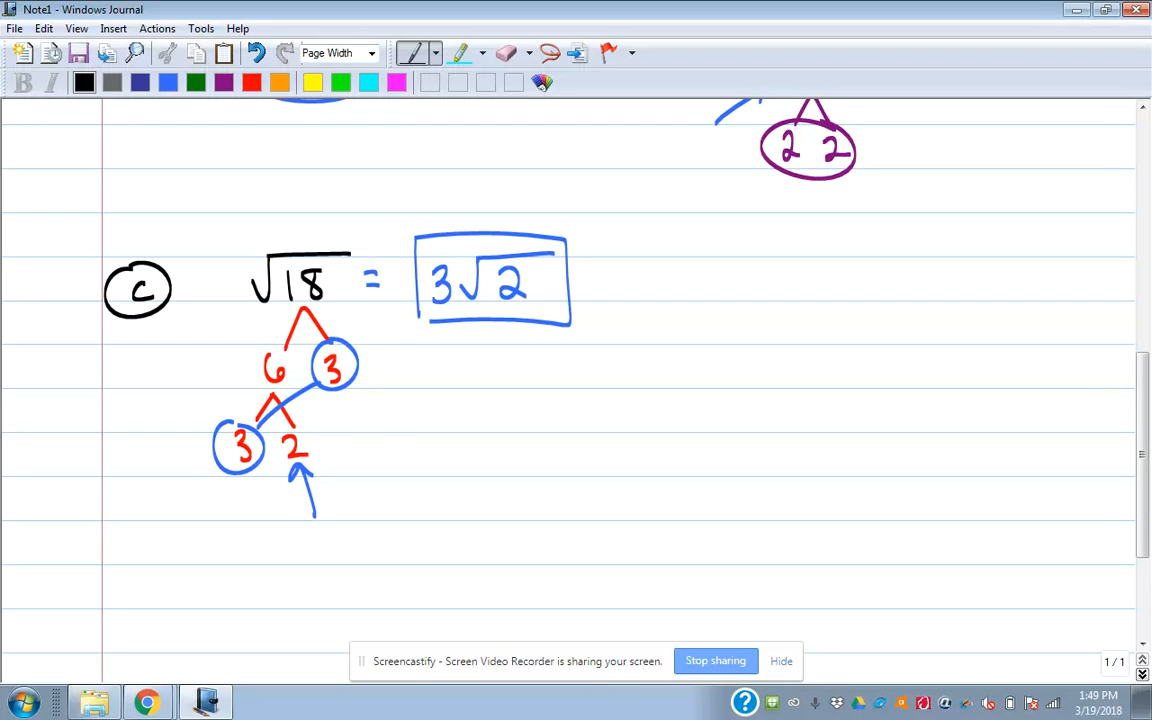 Note1 - Windows Journal
File Edit View Insert Actions Tools Help
Page Width
B I
2 2
C √18 = 3√2
6 3
3 2
Screencastify - Screen Video Recorder is sharing your screen. Stop sharing Hide
1 / 1
1:49 PM
3/19/2018